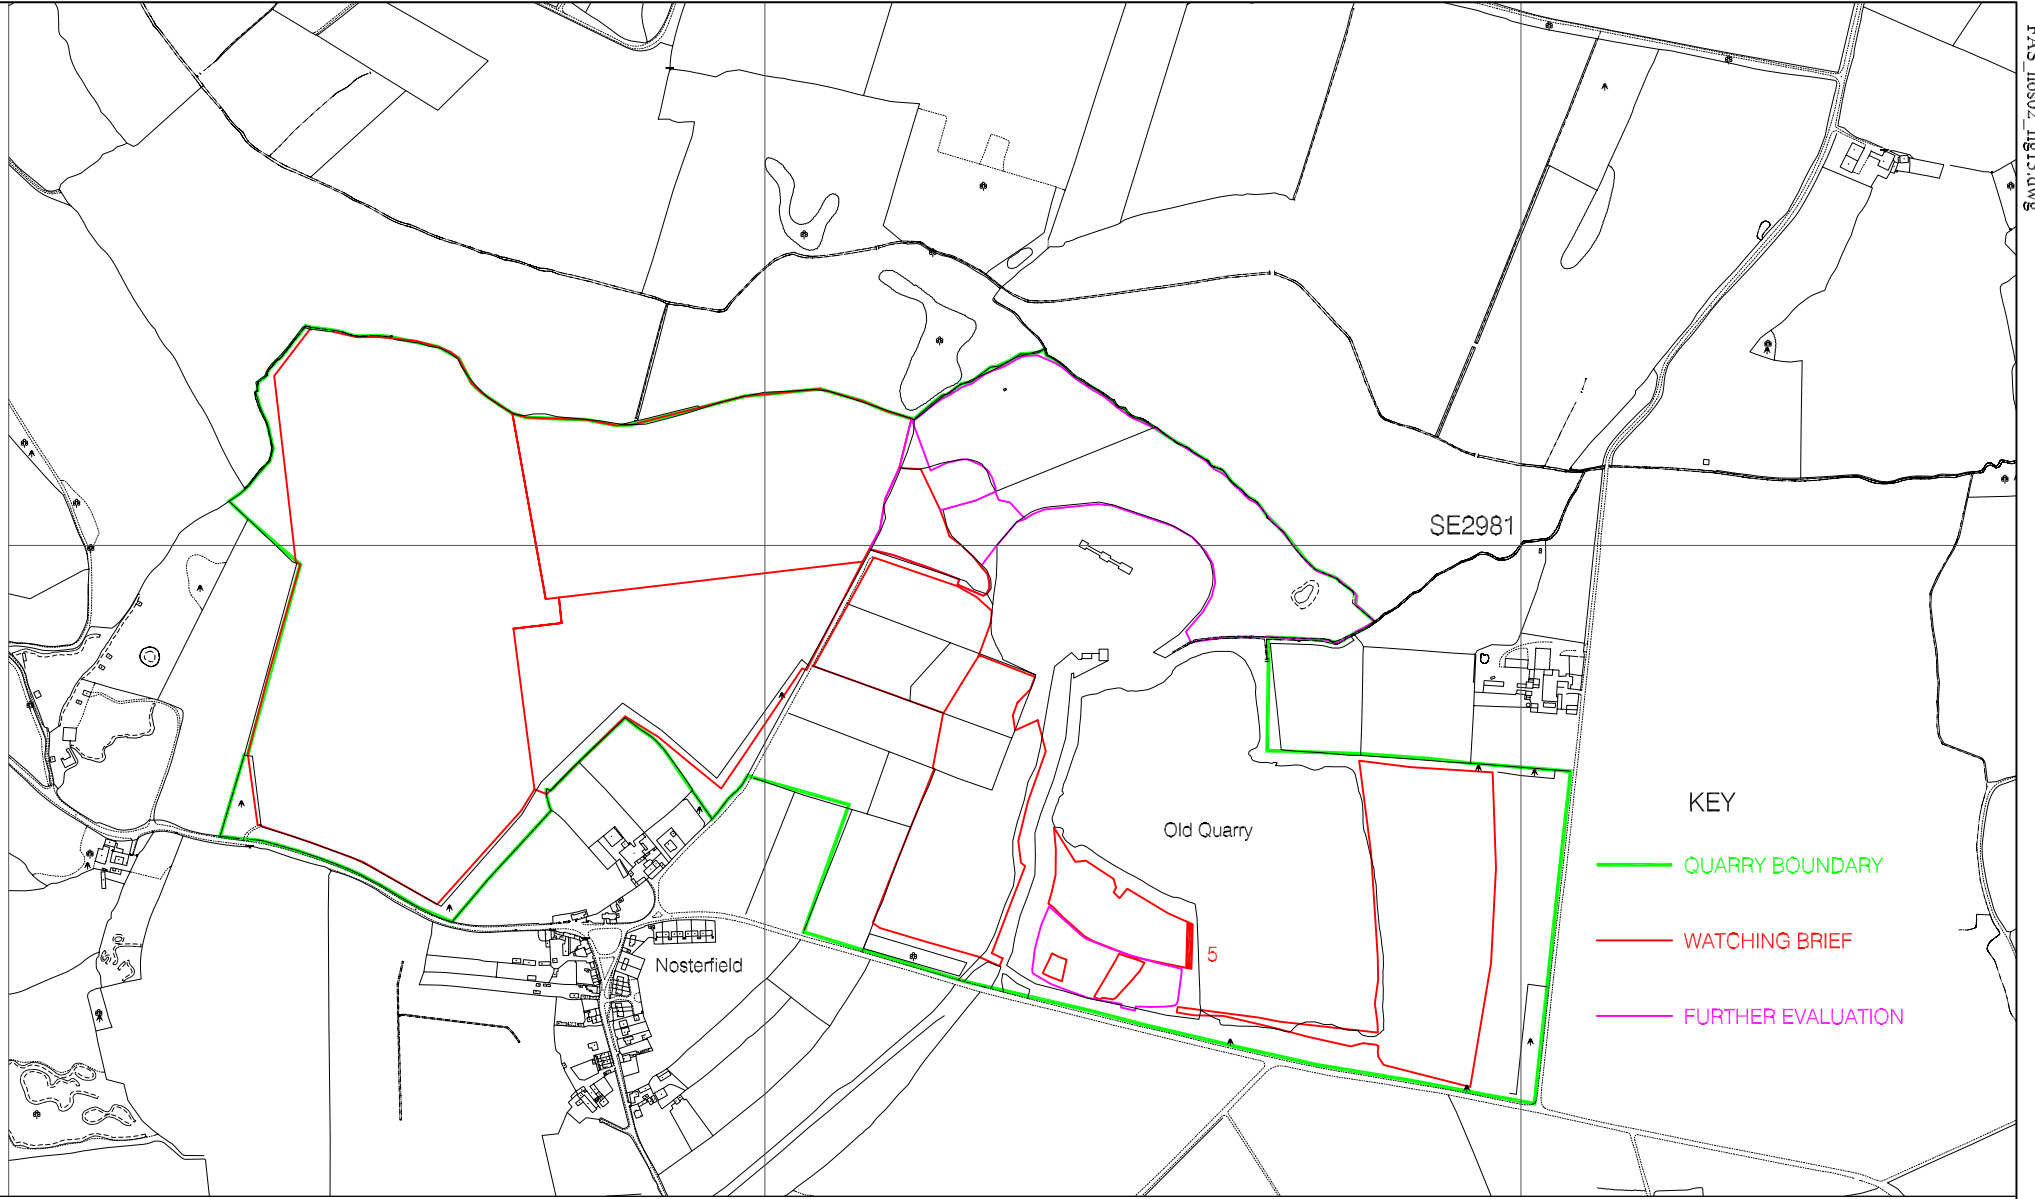 SE2981
KEY
Old Quarry
QUARRY BOUNDARY
WATCHING BRIEF
5
Nosterfield
FURTHER EVALUATION